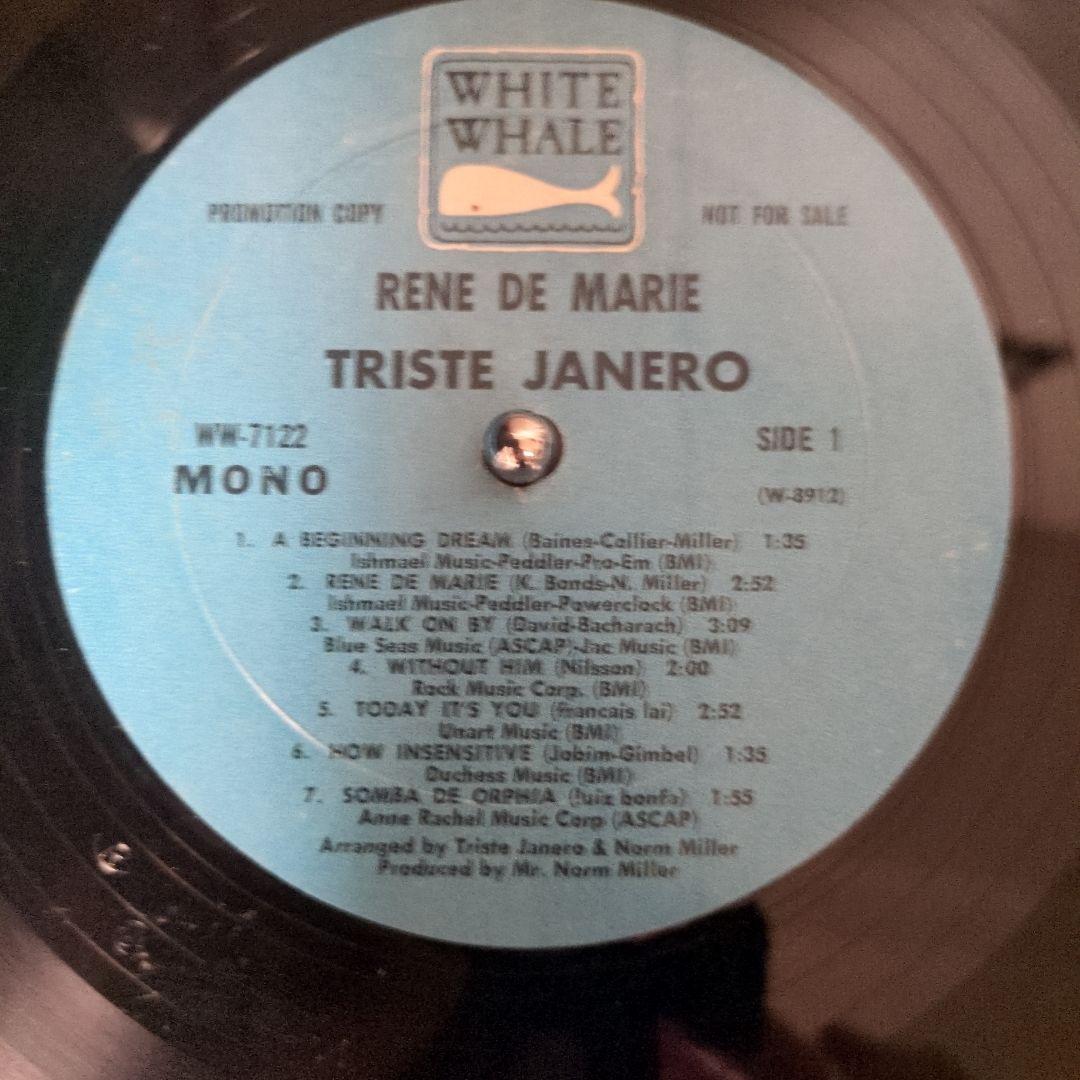 WHITE
WHALE
PROMOTION COPY NOT FOR SALE
RENE DE MARIE
TRISTE JANERO
WW-7122 SIDE 1
MONO (W-8912)
1. A BEGINNING DREAM (Baines-Collier-Miller) 1:35
Ishmael Music-Peddler-Pro-Em (BMI)
2. RENE DE MARIE (K. Bonds-N. Miller) 2:52
Ishmael Music-Peddler-Powerclock (BMI)
3. WALK ON BY (David-Bacharach) 3:09
Blue Seas Music (ASCAP)-Jac Music (BMI)
4. WITHOUT HIM (Nilsson) 2:00
Rock Music Corp. (BMI)
5. TODAY IT'S YOU (francais lai) 2:52
Unart Music (BMI)
6. HOW INSENSITIVE (Jobim-Gimbel) 1:35
Duchess Music (BMI)
7. SOMBA DE ORPHIA (luiz bonfa) 1:55
Anne Rachel Music Corp (ASCAP)
Arranged by Triste Janero & Norm Miller
Produced by Mr. Norm Miller